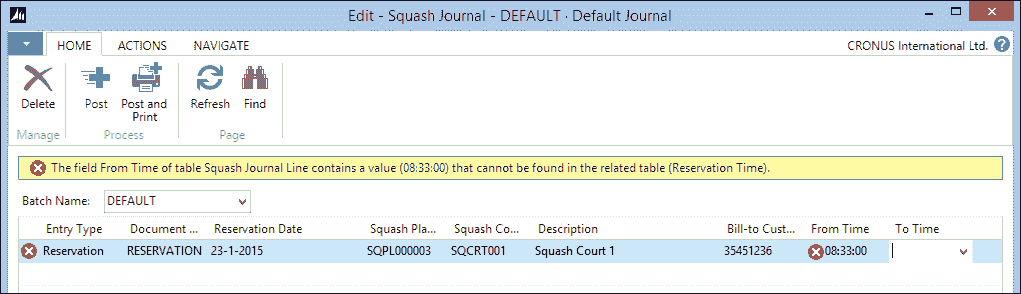 Edit - Squash Journal - DEFAULT · Default Journal
HOME ACTIONS NAVIGATE CRONUS International Ltd. ?
Delete Post Post and Print Refresh Find
Manage Process Page
The field From Time of table Squash Journal Line contains a value (08:33:00) that cannot be found in the related table (Reservation Time).
Batch Name: DEFAULT
Entry Type Document ... Reservation Date Squash Pla... Squash Co... Description Bill-to Cust... From Time To Time
Reservation RESERVATION 23-1-2015 SQPL000003 SQCRT001 Squash Court 1 35451236 08:33:00